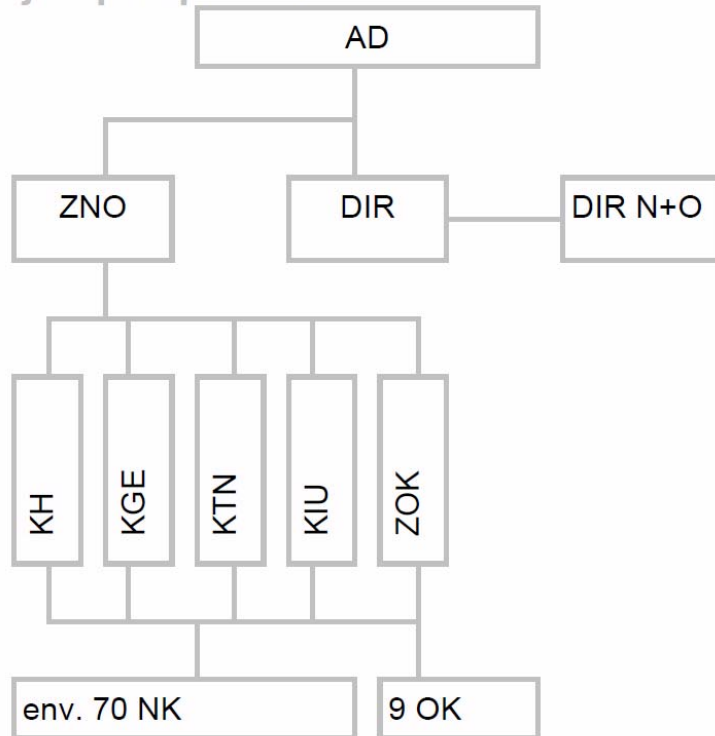 AD
ZNO
DIR
DIR N+O
KH
KGE
KTN
KIU
ZOK
env. 70 NK
9 OK